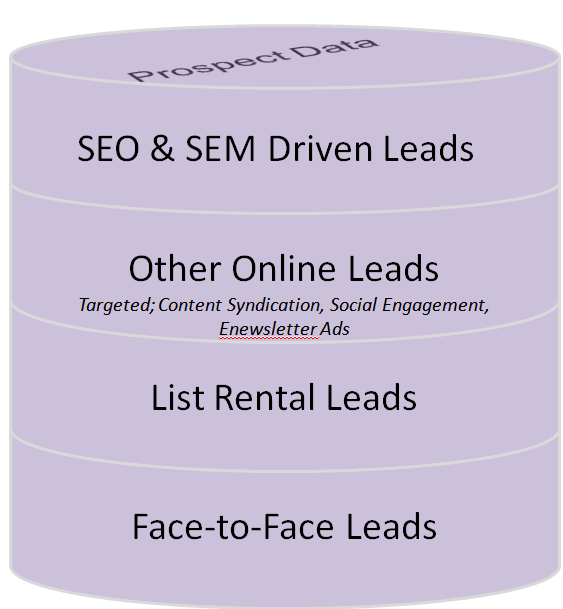 Prospect Data
SEO & SEM Driven Leads
Other Online Leads
Targeted; Content Syndication, Social Engagement,
Enewsletter Ads
List Rental Leads
Face-to-Face Leads